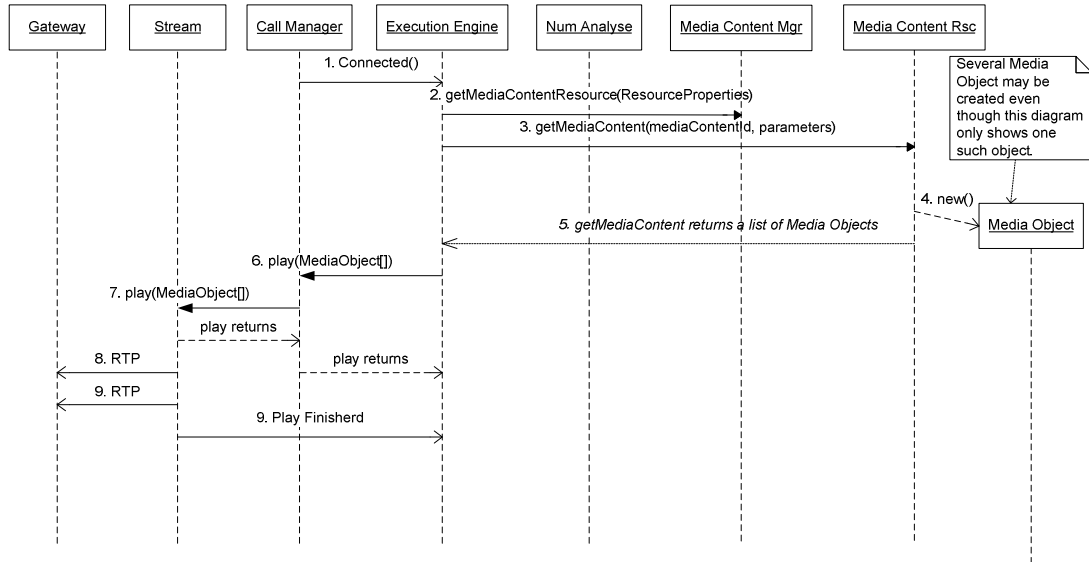 Gateway
Stream
Call Manager
Execution Engine
Num Analyse
Media Content Mgr
Media Content Rsc
Several Media
Object may be
created even
though this diagram
only shows one
such object.
1. Connected()
2. getMediaContentResource(ResourceProperties)
3. getMediaContent(mediaContentId, parameters)
4. new()
Media Object
5. getMediaContent returns a list of Media Objects
6. play(MediaObject[])
7. play(MediaObject[])
play returns
8. RTP
play returns
9. RTP
9. Play Finisherd